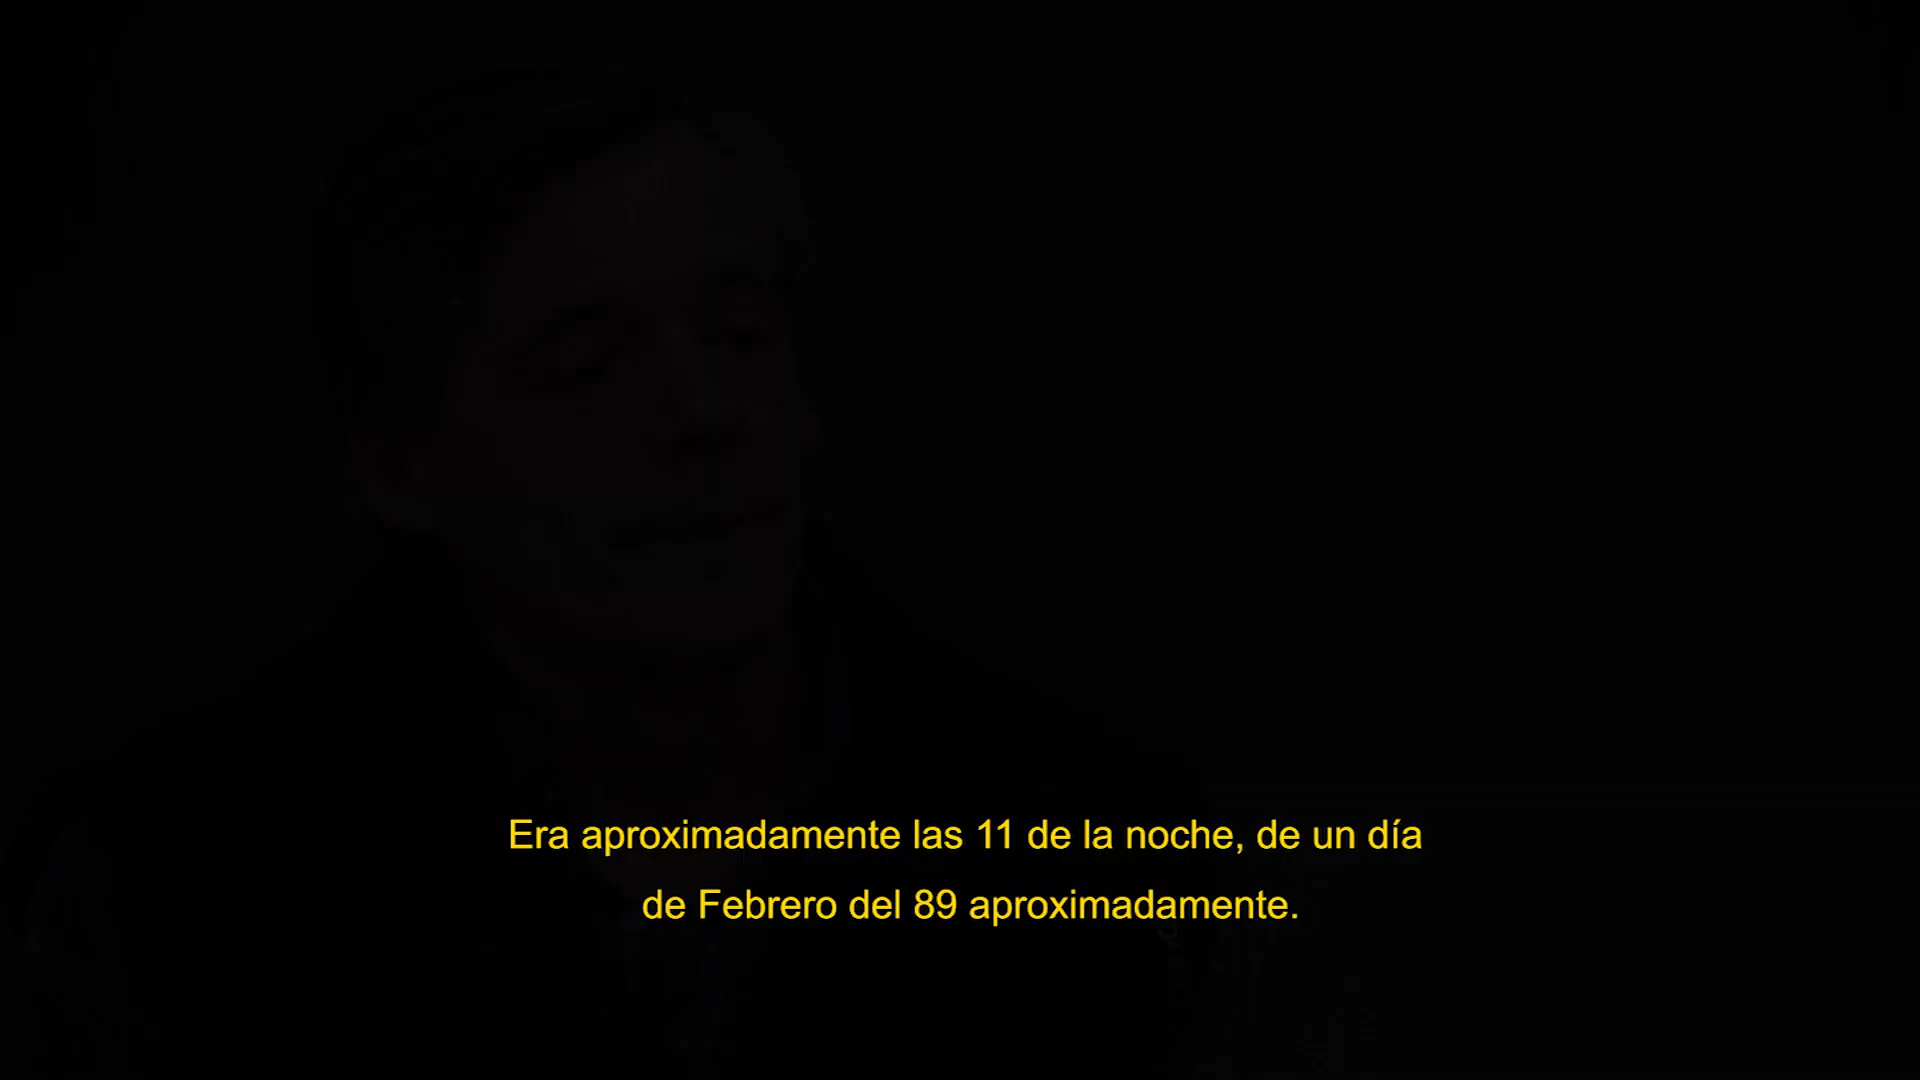 Era aproximadamente las 11 de la noche, de un día
de Febrero del 89 aproximadamente.